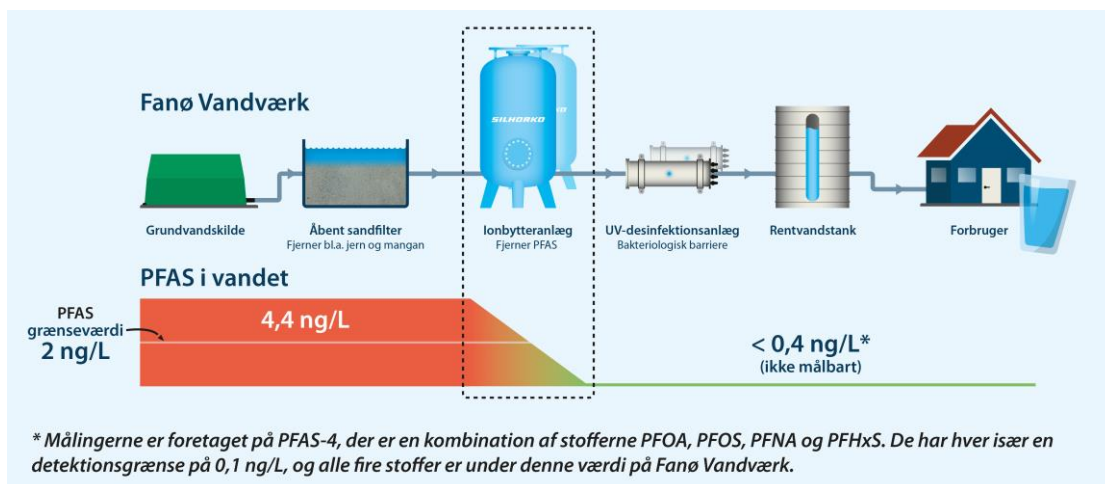 Fanø Vandværk
SILHORKO
Grundvandskilde
Åbent sandfilter
Fjerner bl.a. jern og mangan
Ionbytteranlæg
Fjerner PFAS
UV-desinfektionsanlæg
Bakteriologisk barriere
Rentvandstank
Forbruger
PFAS i vandet
PFAS
grænseværdi
2 ng/L
4,4 ng/L
< 0,4 ng/L*
(ikke målbart)
* Målingerne er foretaget på PFAS-4, der er en kombination af stofferne PFOA, PFOS, PFNA og PFHxS. De har hver især en
detektionsgrænse på 0,1 ng/L, og alle fire stoffer er under denne værdi på Fanø Vandværk.